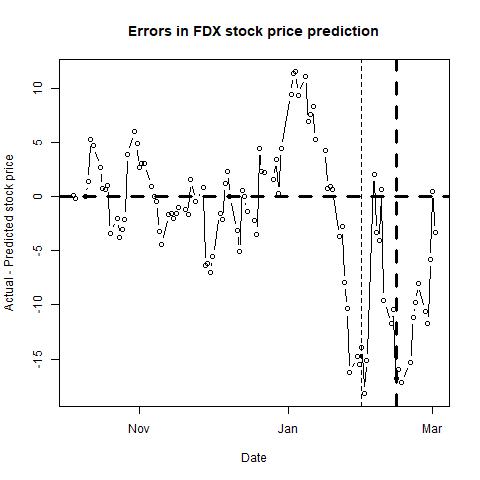 Errors in FDX stock price prediction
Actual - Predicted stock price
10
5
0
-5
-10
-15
Nov
Jan
Mar
Date